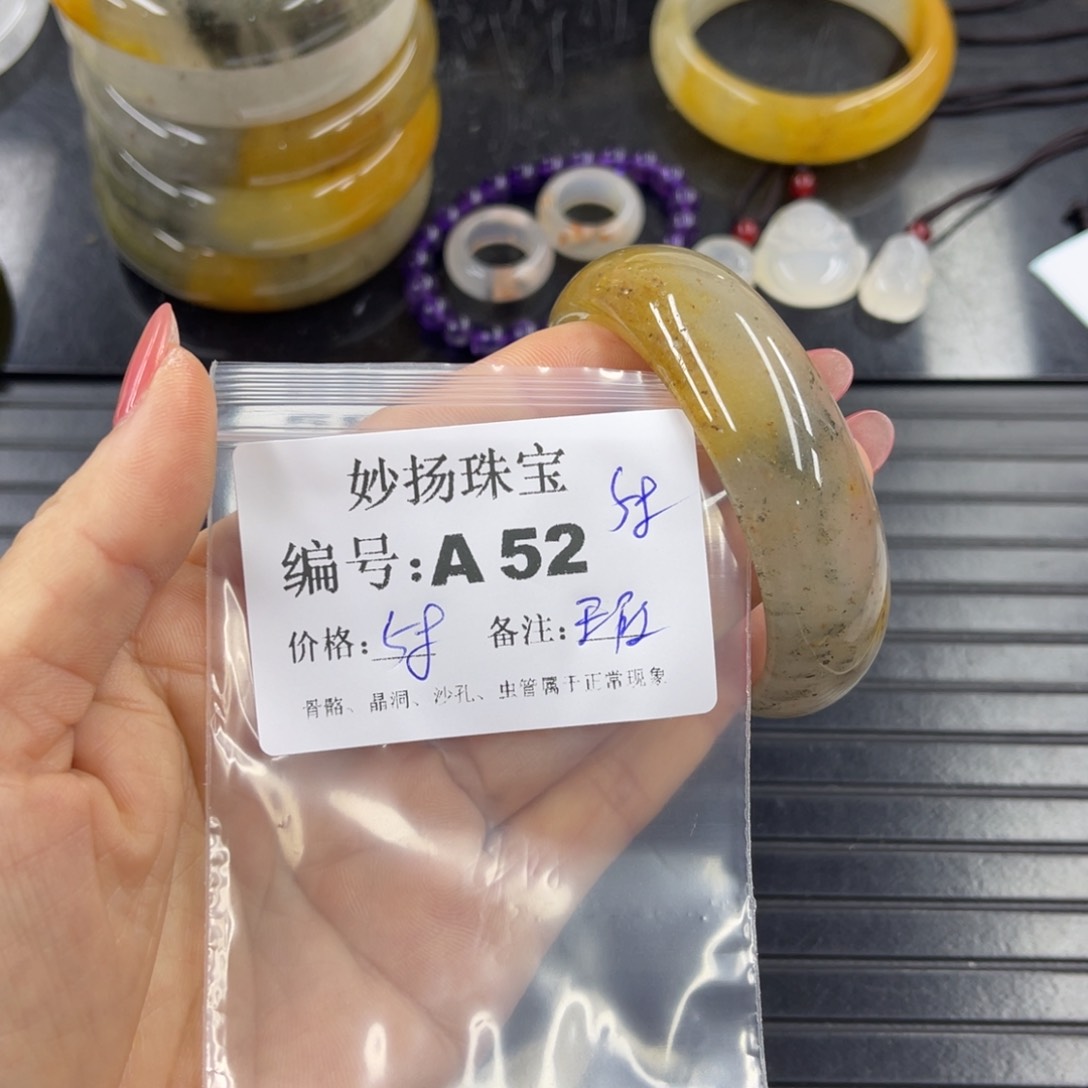 妙扬珠宝
编号:A 52
价格: 备注:
骨骼、晶洞、沙孔、虫管属于正常现象